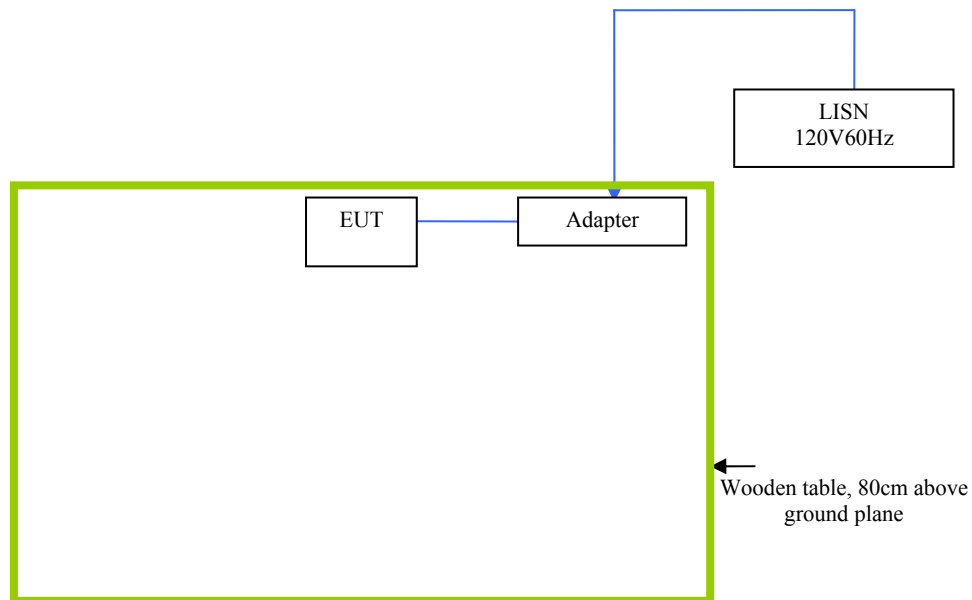 LISN
120V60Hz
EUT
Adapter
Wooden table, 80cm above
ground plane